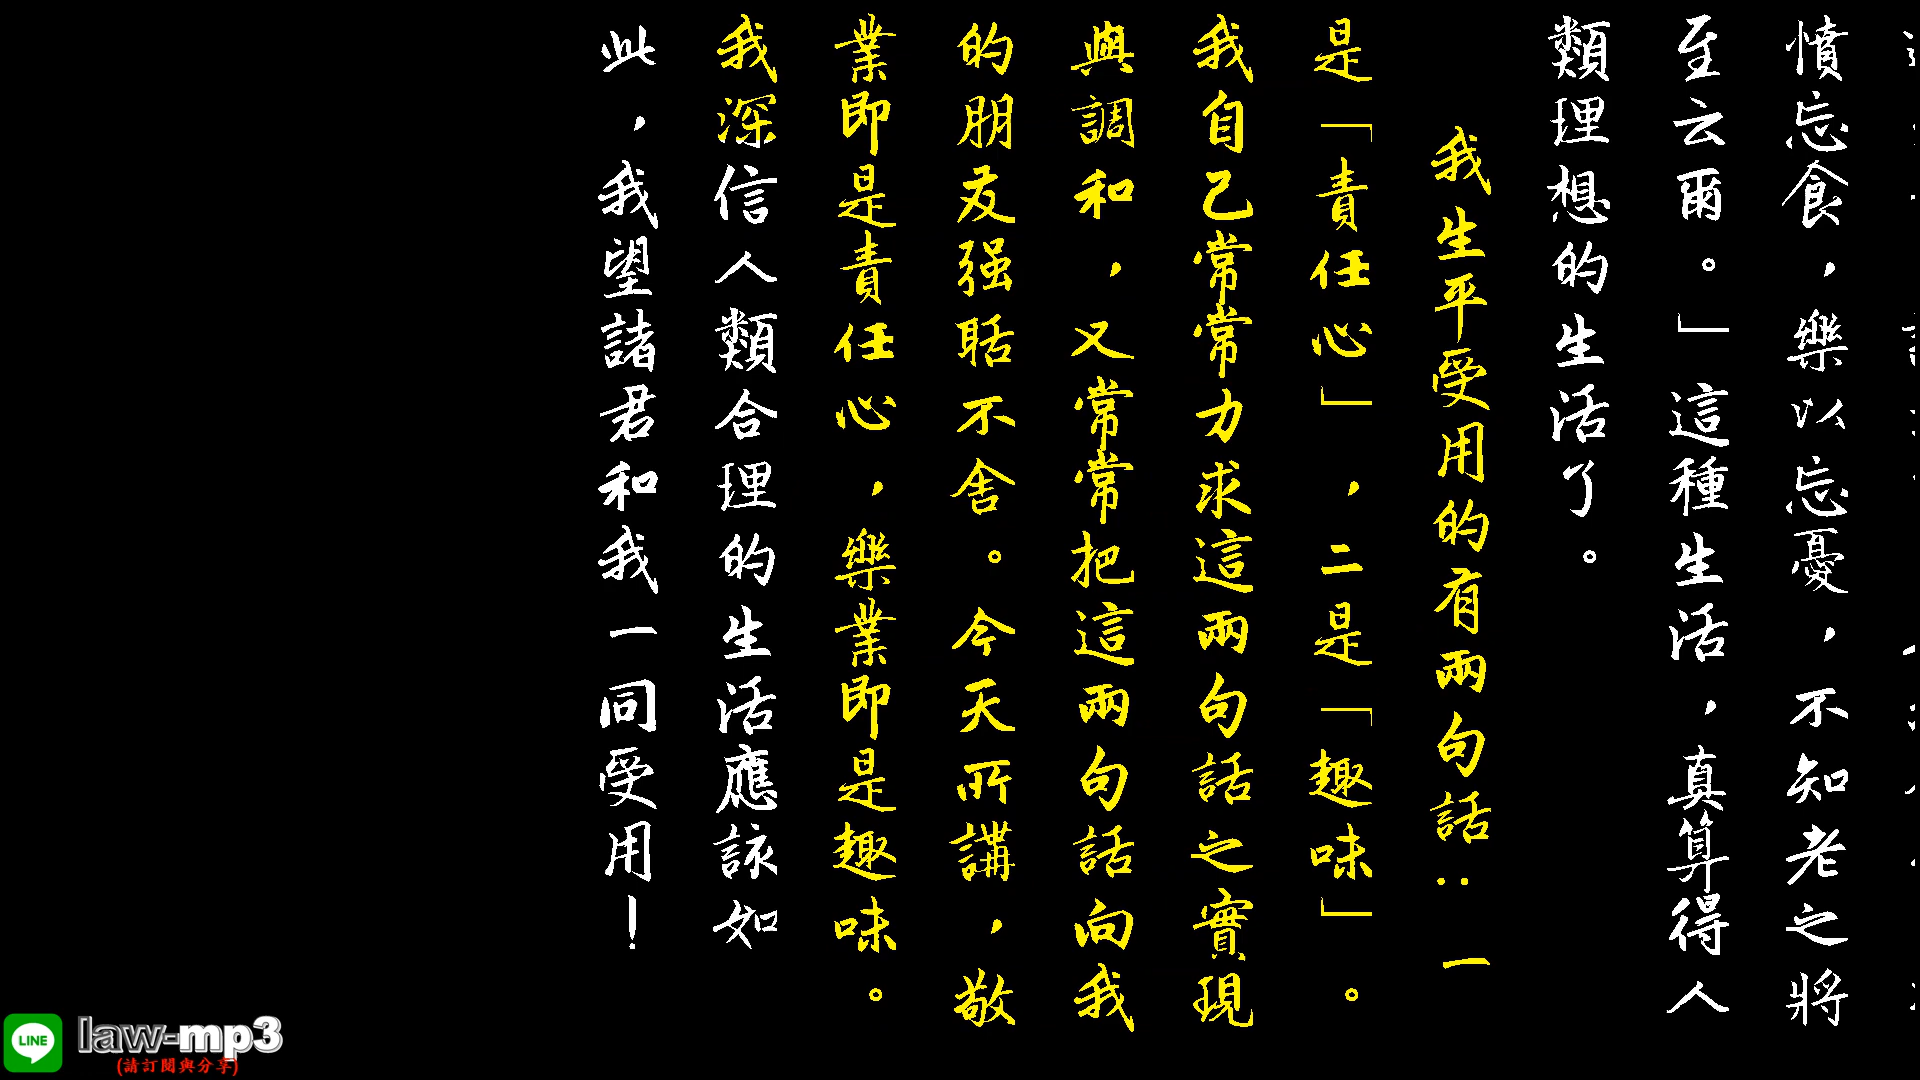 憤忘食，樂以忘憂，不知老之將
至云爾。」這種生活，真算得人
類理想的生活了。
我生平受用的有兩句話：一
是「責任心」，二是「趣味」。
我自己常常力求這兩句話之實現
與調和，又常常把這兩句話向我
的朋友强聒不舍。今天所講，敬
業即是責任心，樂業即是趣味。
我深信人類合理的生活應該如
此，我望諸君和我一同受用！
LINE
law-mp3
(請訂閱與分享)